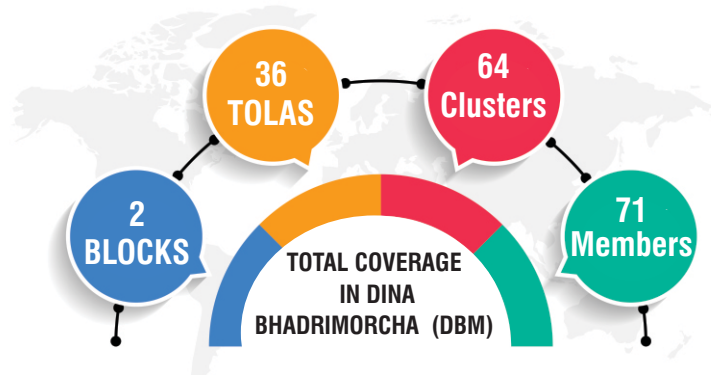 36
TOLAS
64
Clusters
2
BLOCKS
71
Members
TOTAL COVERAGE
IN DINA
BHADRIMORCHA (DBM)